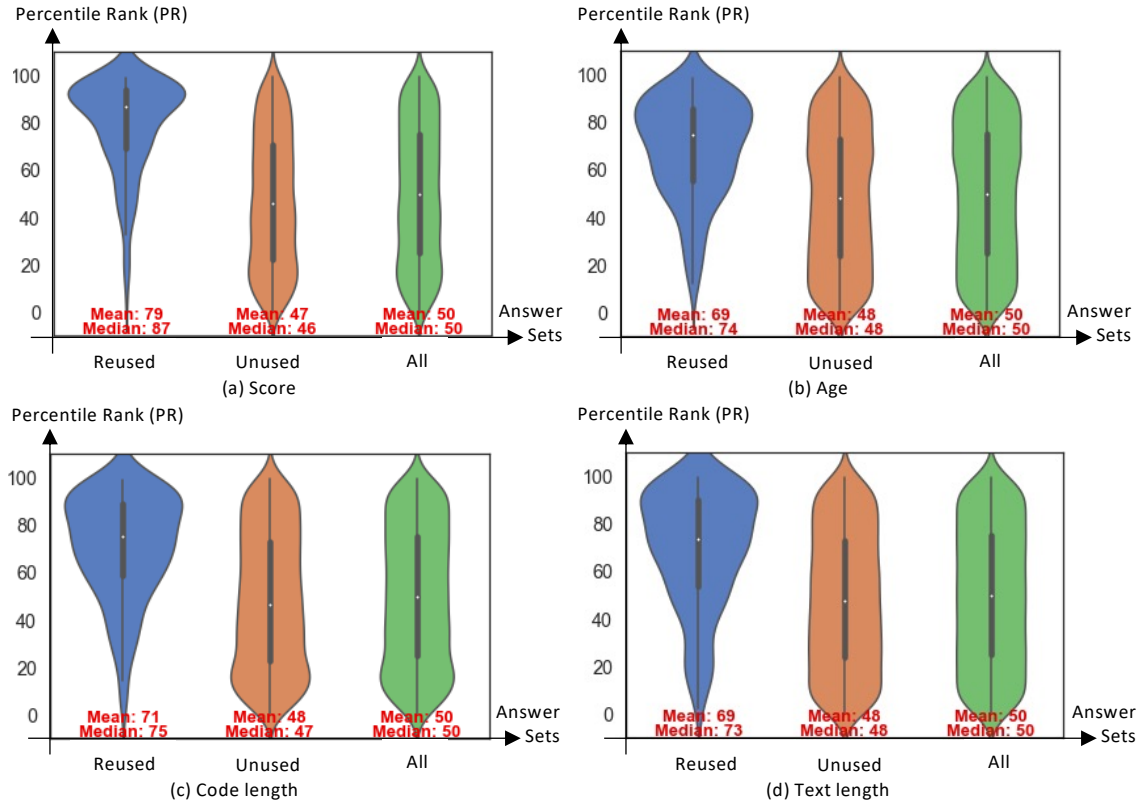 Percentile Rank (PR)
100
80
60
40
20
0
Mean: 79
Median: 87
Mean: 47
Median: 46
Mean: 50
Median: 50
Answer
Sets
Reused
Unused
All
(a) Score
Percentile Rank (PR)
100
80
60
40
20
0
Mean: 69
Median: 74
Mean: 48
Median: 48
Mean: 50
Median: 50
Answer
Sets
Reused
Unused
All
(b) Age
Percentile Rank (PR)
100
80
60
40
20
0
Mean: 71
Median: 75
Mean: 48
Median: 47
Mean: 50
Median: 50
Answer
Sets
Reused
Unused
All
(c) Code length
Percentile Rank (PR)
100
80
60
40
20
0
Mean: 69
Median: 73
Mean: 48
Median: 48
Mean: 50
Median: 50
Answer
Sets
Reused
Unused
All
(d) Text length